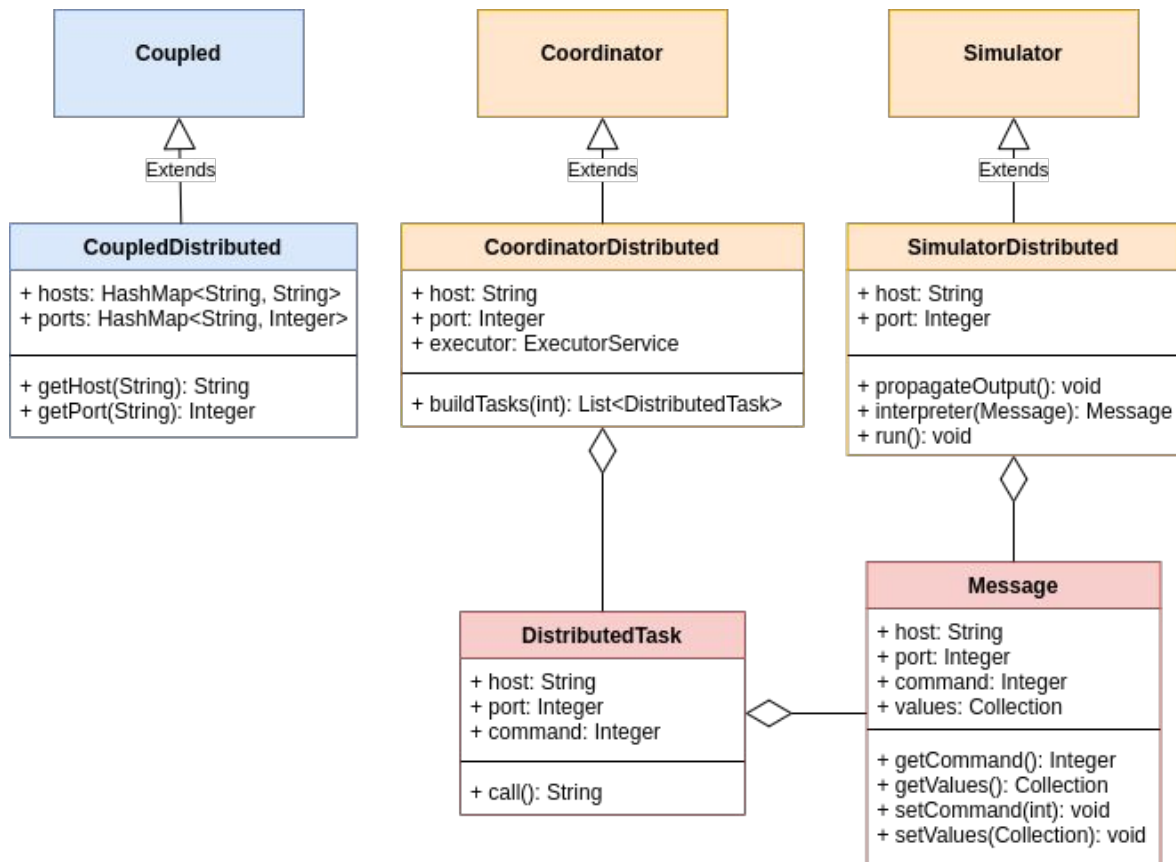 Coupled
Coordinator
Simulator
Extends
Extends
Extends
CoupledDistributed
+ hosts: HashMap<String, String>
+ ports: HashMap<String, Integer>
+ getHost(String): String
+ getPort(String): Integer
CoordinatorDistributed
+ host: String
+ port: Integer
+ executor: ExecutorService
+ buildTasks(int): List<DistributedTask>
SimulatorDistributed
+ host: String
+ port: Integer
+ propagateOutput(): void
+ interpreter(Message): Message
+ run(): void
DistributedTask
+ host: String
+ port: Integer
+ command: Integer
+ call(): String
Message
+ host: String
+ port: Integer
+ command: Integer
+ values: Collection
+ getCommand(): Integer
+ getValues(): Collection
+ setCommand(int): void
+ setValues(Collection): void